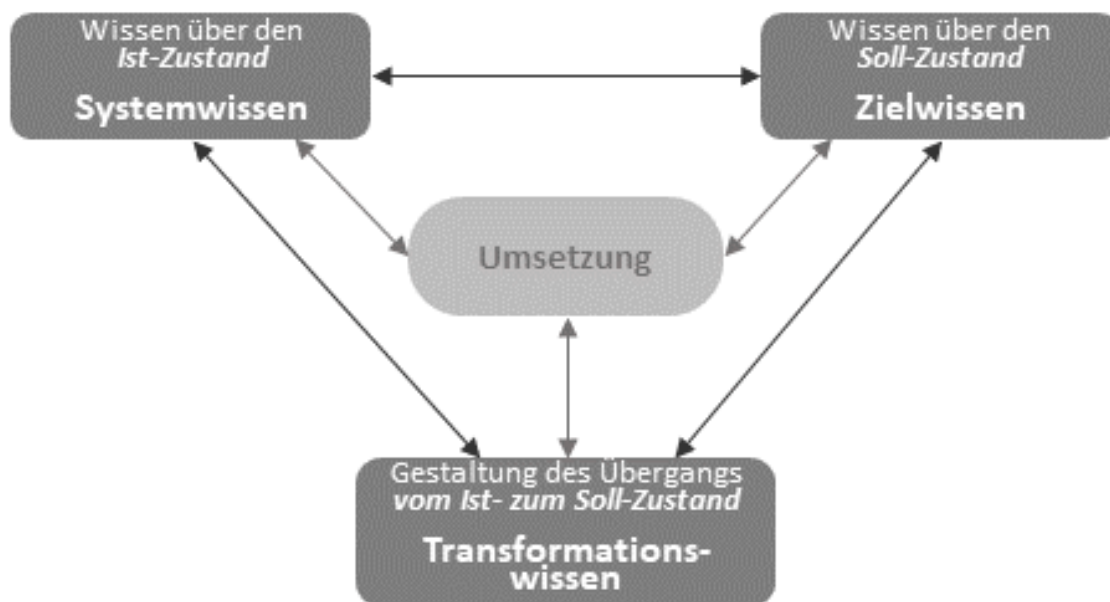 Wissen über den
Ist-Zustand
Systemwissen
Wissen über den
Soll-Zustand
Zielwissen
Umsetzung
Gestaltung des Übergangs
vom Ist- zum Soll-Zustand
Transformations-
wissen